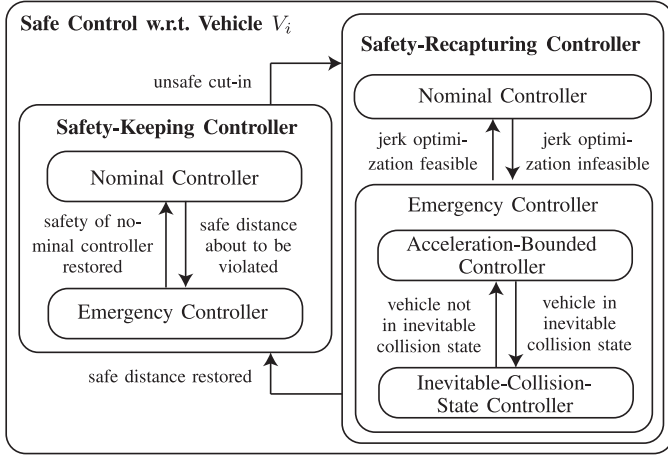 Safe Control w.r.t. Vehicle V_i
unsafe cut-in
Safety-Keeping Controller
Nominal Controller
safety of no-
minal controller
restored
safe distance
about to be
violated
Emergency Controller
safe distance restored
Safety-Recapturing Controller
Nominal Controller
jerk optimi-
zation feasible
jerk optimi-
zation infeasible
Emergency Controller
Acceleration-Bounded
Controller
vehicle not
in inevitable
collision state
vehicle in
inevitable
collision state
Inevitable-Collision-
State Controller